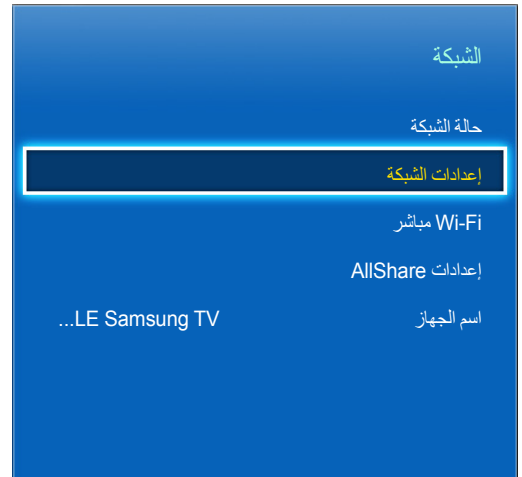 الشبكة
حالة الشبكة
إعدادات الشبكة
Wi-Fi مباشر
إعدادات AllShare
اسم الجهاز LE Samsung TV...